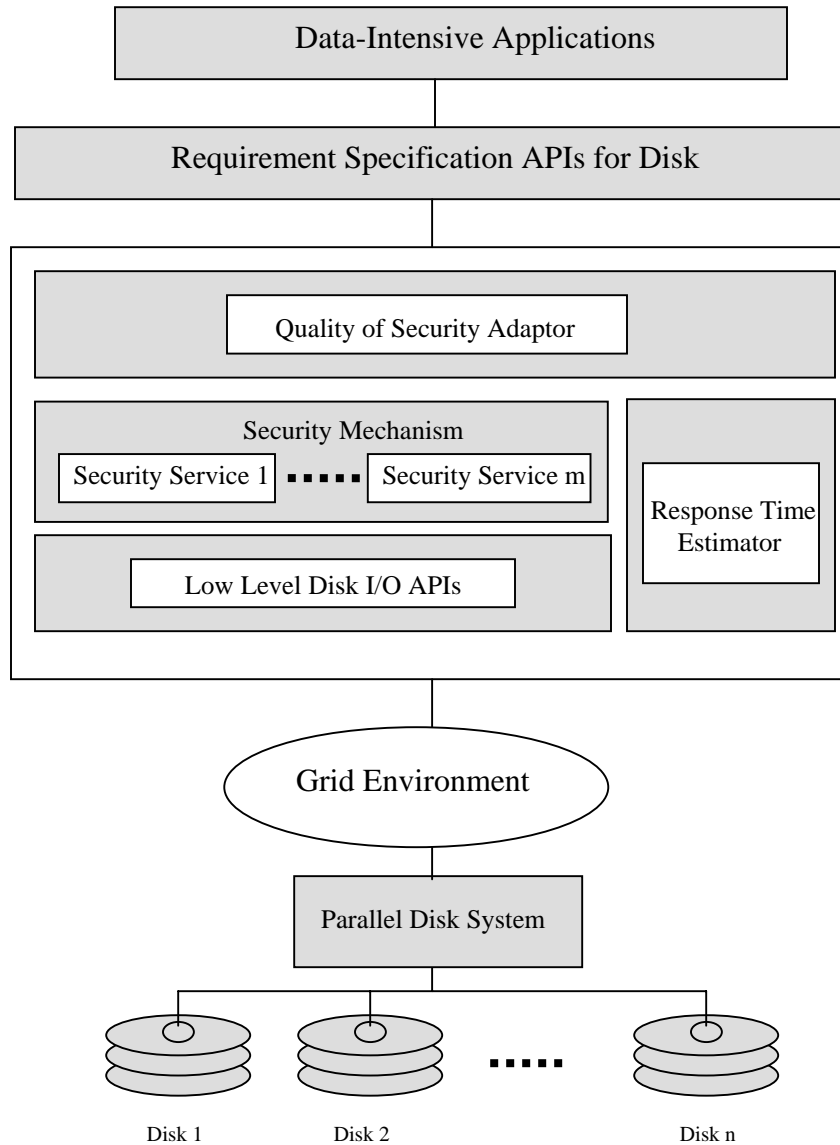 Data-Intensive Applications
Requirement Specification APIs for Disk
Quality of Security Adaptor
Security Mechanism
Security Service 1
Security Service m
Response Time
Estimator
Low Level Disk I/O APIs
Grid Environment
Parallel Disk System
Disk 1
Disk 2
Disk n